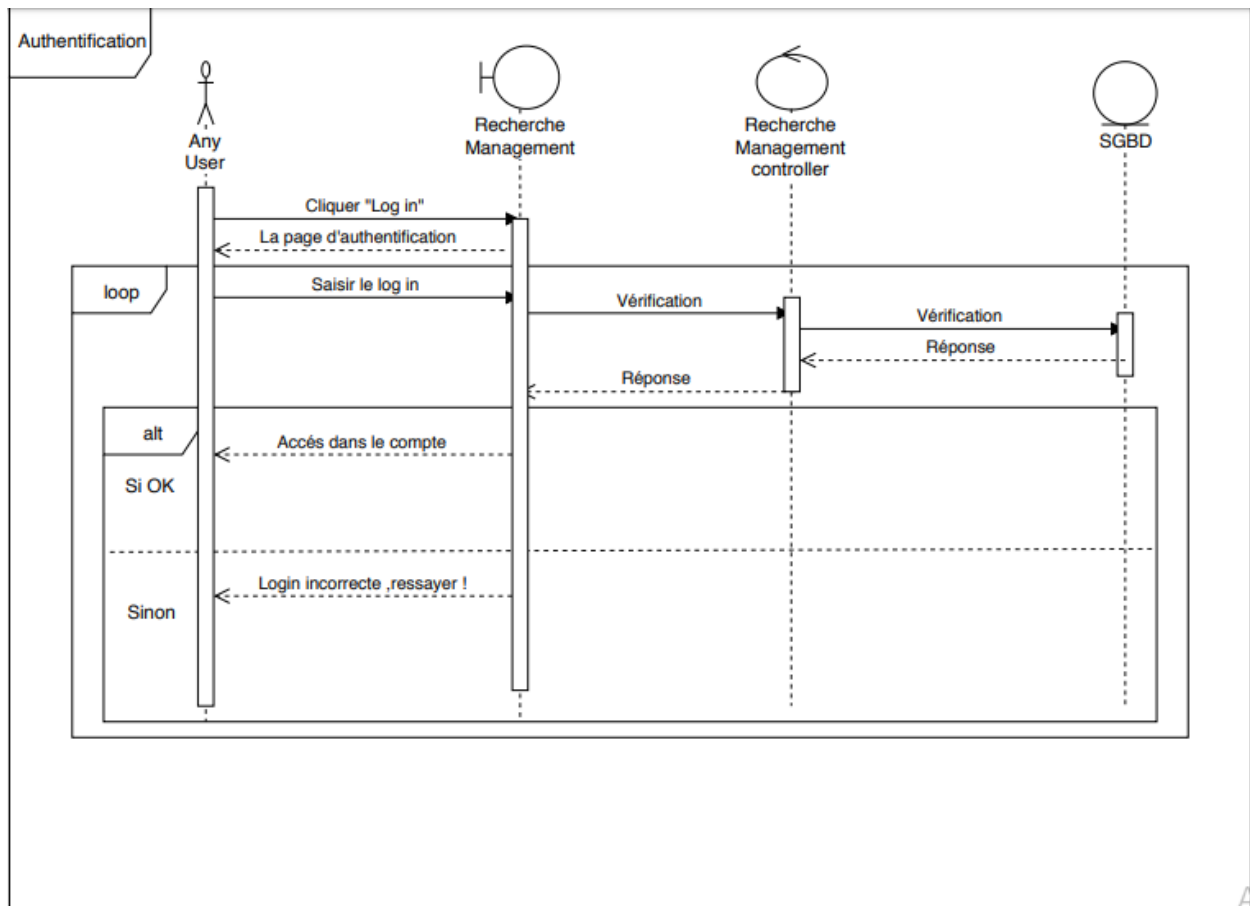 Authentification
Any
User
Recherche
Management
Recherche
Management
controller
SGBD
Cliquer "Log in"
La page d'authentification
loop
Saisir le log in
Vérification
Vérification
Réponse
Réponse
alt
Accés dans le compte
Si OK
Login incorrecte ,ressayer !
Sinon